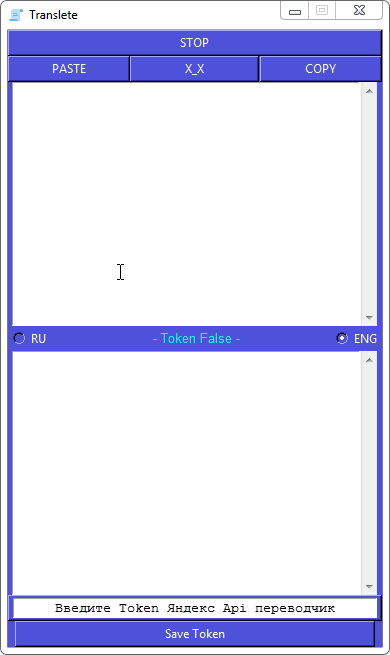 Translete
STOP
PASTE X_X COPY
RU - Token False - ENG
Введите Token Яндекс Api переводчик
Save Token